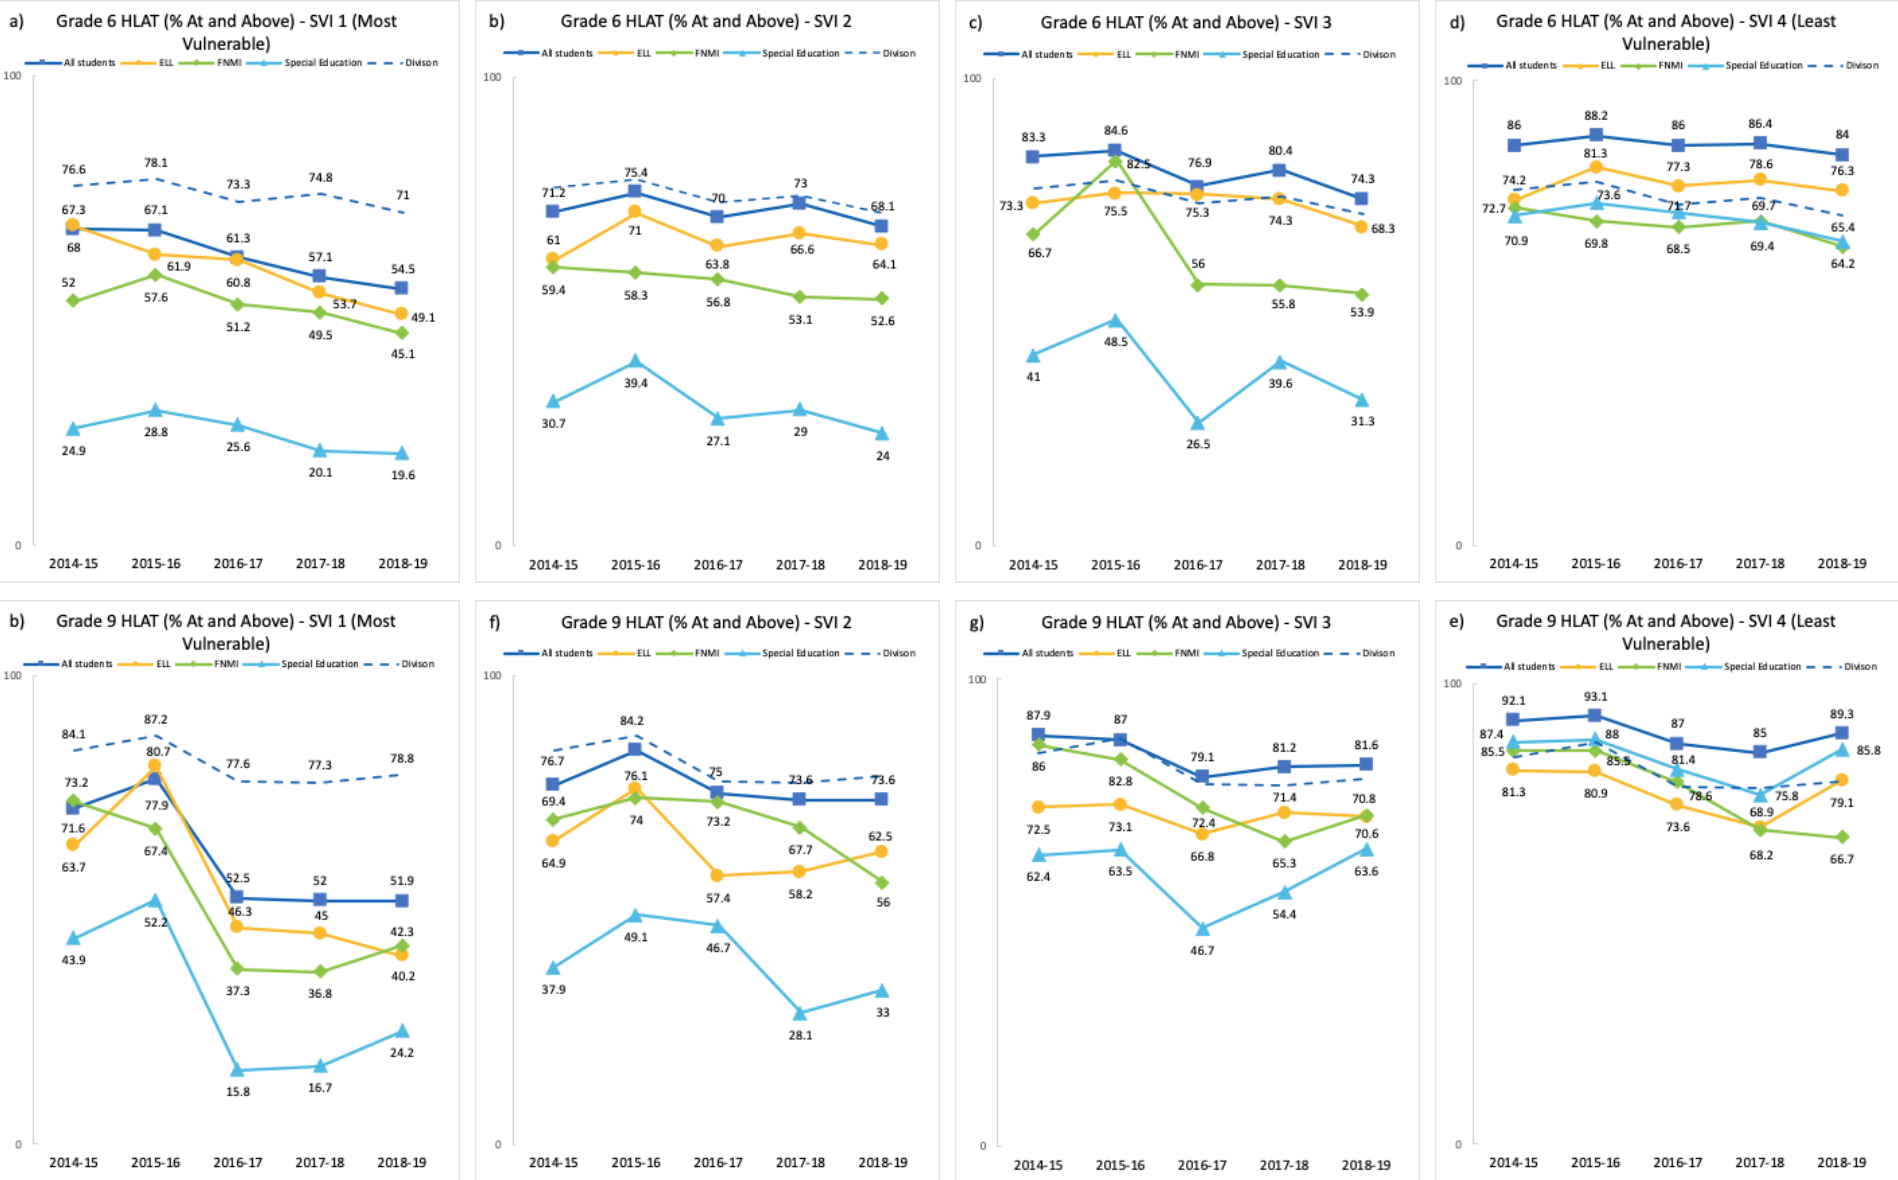 a) Grade 6 HLAT (% At and Above) - SVI 1 (Most
Vulnerable)
All students ELL FNMI Special Education Divison
100
76.6 78.1 73.3 74.8 71
67.3 67.1 61.3 57.1 54.5
68 61.9 60.8 53.7 49.1
52 57.6 51.2 49.5 45.1
24.9 28.8 25.6 20.1 19.6
0
2014-15 2015-16 2016-17 2017-18 2018-19
b) Grade 6 HLAT (% At and Above) - SVI 2
All students ELL FNMI Special Education Divison
100
71.2 75.4 70 73 68.1
61 71 63.8 66.6 64.1
59.4 58.3 56.8 53.1 52.6
30.7 39.4 27.1 29 24
0
2014-15 2015-16 2016-17 2017-18 2018-19
c) Grade 6 HLAT (% At and Above) - SVI 3
All students ELL FNMI Special Education Divison
100
83.3 84.6 76.9 80.4 74.3
73.3 75.5 75.3 74.3 68.3
66.7 82.5 56 55.8 53.9
41 48.5 26.5 39.6 31.3
0
2014-15 2015-16 2016-17 2017-18 2018-19
d) Grade 6 HLAT (% At and Above) - SVI 4 (Least
Vulnerable)
All students ELL FNMI Special Education Divison
100
86 88.2 86 86.4 84
74.2 81.3 77.3 78.6 76.3
72.7 69.8 68.5 69.7 64.2
70.9 73.6 71.7 69.4 65.4
0
2014-15 2015-16 2016-17 2017-18 2018-19
b) Grade 9 HLAT (% At and Above) - SVI 1 (Most
Vulnerable)
All students ELL FNMI Special Education Divison
100
84.1 87.2 77.6 77.3 78.8
71.6 77.9 52.5 52 51.9
63.7 80.7 46.3 45 40.2
73.2 67.4 37.3 36.8 42.3
43.9 52.2 15.8 16.7 24.2
0
2014-15 2015-16 2016-17 2017-18 2018-19
f) Grade 9 HLAT (% At and Above) - SVI 2
All students ELL FNMI Special Education Divison
100
76.7 84.2 75 73.6 73.6
64.9 76.1 57.4 58.2 62.5
69.4 74 73.2 67.7 56
37.9 49.1 46.7 28.1 33
0
2014-15 2015-16 2016-17 2017-18 2018-19
g) Grade 9 HLAT (% At and Above) - SVI 3
All students ELL FNMI Special Education Divison
100
87.9 87 79.1 81.2 81.6
72.5 73.1 66.8 71.4 70.6
86 82.8 72.4 65.3 70.8
62.4 63.5 46.7 54.4 63.6
0
2014-15 2015-16 2016-17 2017-18 2018-19
e) Grade 9 HLAT (% At and Above) - SVI 4 (Least
Vulnerable)
All students ELL FNMI Special Education Divison
100
92.1 93.1 87 85 89.3
81.3 80.9 73.6 68.9 79.1
85.5 85.5 78.6 68.2 66.7
87.4 88 81.4 75.8 85.8
0
2014-15 2015-16 2016-17 2017-18 2018-19